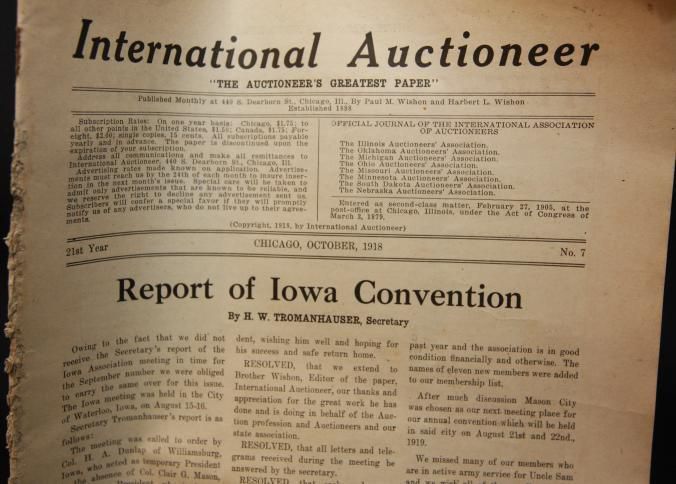 International Auctioneer
"THE AUCTIONEER'S GREATEST PAPER"
Published Monthly at 440 S. Dearborn St., Chicago, Ill., By Paul M. Wishon and Harbert L. Wishon
Established 1898
Subscription Rates: On one year basis: Chicago, $1.75; to
all other points in the United States, $1.50; Canada, $1.75; For-
eight, $2.00; single copies, 15 cents. All subscriptions payable
yearly and in advance. The paper is discontinued upon the
expiration of your subscription.
Address all communications and make all remittances to
International Auctioneer, 440 S. Dearborn St., Chicago, Ill.
Advertising rates made known on application. Advertise-
ments must reach us by the 24th of each month to insure inser-
tion in the next month's issue. Special care will be taken to
admit only advertisements that are known to be reliable, and
we reserve the right to decline any advertisement sent us.
Subscribers will confer a special favor if they will promptly
notify us of any advertisers, who do not live up to their agree-
ments.
OFFICIAL JOURNAL OF THE INTERNATIONAL ASSOCIATION
OF AUCTIONEERS
The Illinois Auctioneers' Association.
The Oklahoma Auctioneers' Association.
The Michigan Auctioneers' Association.
The Ohio Auctioneers' Association.
The Missouri Auctioneers' Association.
The Minnesota Auctioneers' Association.
The South Dakota Auctioneers' Association.
The Nebraska Auctioneers' Association.
Entered as second-class matter, February 27, 1905, at the
post-office at Chicago, Illinois, under the Act of Congress of
March 3, 1879.
(Copyright, 1918, by International Auctioneer)
21st Year CHICAGO, OCTOBER, 1918 No. 7
Report of Iowa Convention
By H. W. TROMANHAUSER, Secretary
Owing to the fact that we did not
receive the Secretary's report of the
Iowa Association meeting in time for
the September number we were obliged
to carry the same over for this issue.
The Iowa meeting was held in the City
of Waterloo, Iowa, on August 15-16.
Secretary Tromanhauser's report is as
follows:
The meeting was called to order by
Col. H. A. Dunlap of Williamsburg,
Iowa, who acted as temporary President
the absence of Col. Clair G. Mason,
dent, wishing him well and hoping for
his success and safe return home.
RESOLVED, that we extend to
Brother Wishon, Editor of the paper,
International Auctioneer, our thanks and
appreciation for the great work he has
done and is doing in behalf of the Auc-
tion profession and Auctioneers and our
state association.
RESOLVED, that all letters and tele-
grams received during the meeting be
answered by the secretary.
RESOLVED
past year and the association is in good
condition financially and otherwise. The
names of eleven new members were added
to our membership list.
After much discussion Mason City
was chosen as our next meeting place for
our annual convention which will be held
in said city on August 21st and 22nd.,
1919.
We missed many of our members who
are in active army service for Uncle Sam